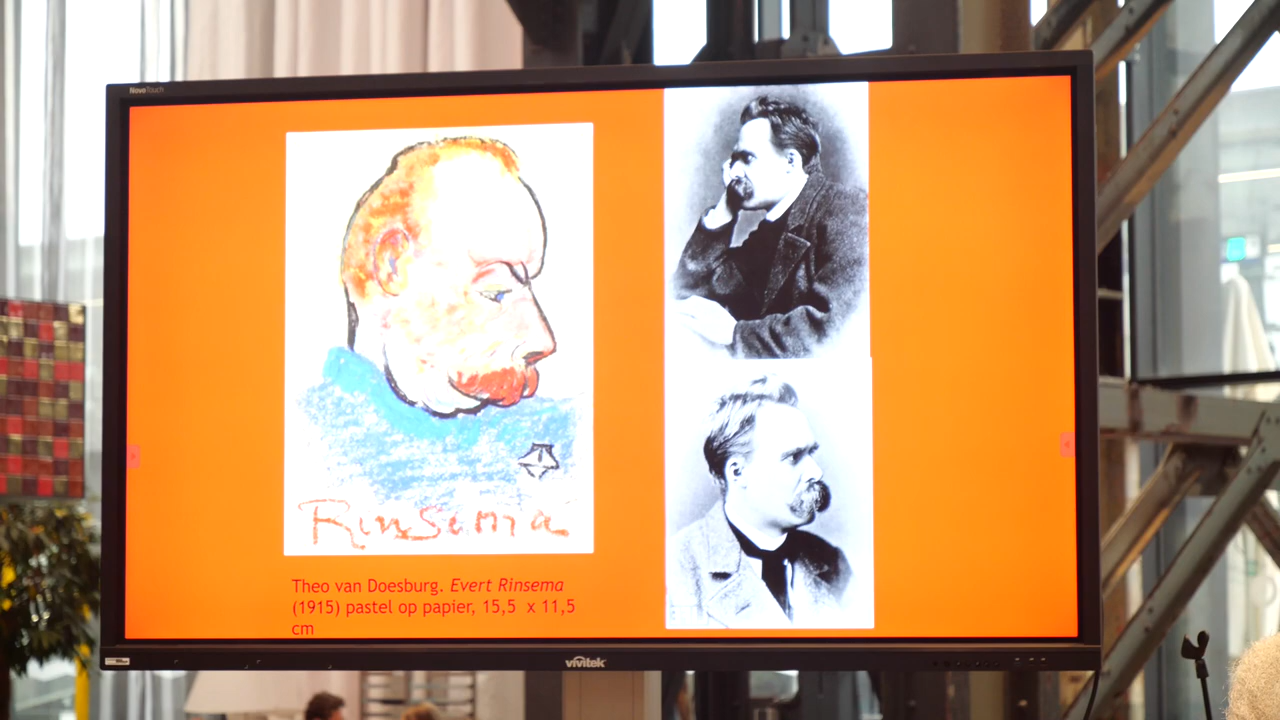 NovoTouch
Rinsema
Theo van Doesburg. Evert Rinsema
(1915) pastel op papier, 15,5 x 11,5
cm
vivitek